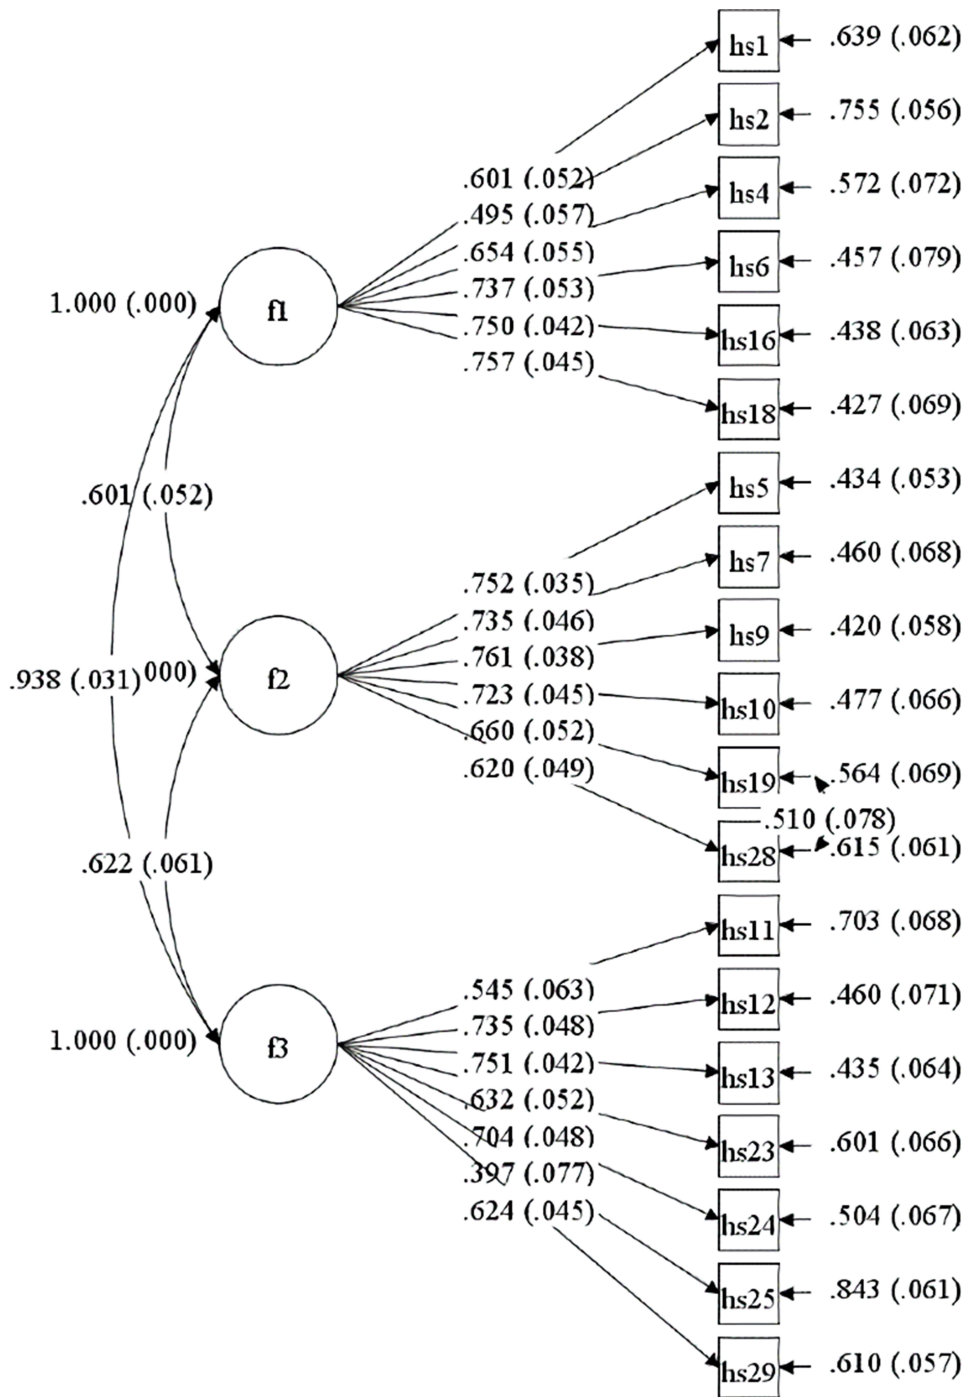 hs1 .639 (.062)
hs2 .755 (.056)
.601 (.052)
hs4 .572 (.072)
.495 (.057)
.654 (.055)
hs6 .457 (.079)
.737 (.053)
1.000 (.000) f1
.750 (.042)
hs16 .438 (.063)
.757 (.045)
hs18 .427 (.069)
hs5 .434 (.053)
.601 (.052)
hs7 .460 (.068)
.752 (.035)
.735 (.046)
hs9 .420 (.058)
.761 (.038)
.938 (.031) 000) f2
.723 (.045)
hs10 .477 (.066)
.660 (.052)
.620 (.049)
hs19 .564 (.069)
.510 (.078)
hs28 .615 (.061)
.622 (.061)
hs11 .703 (.068)
.545 (.063)
hs12 .460 (.071)
.735 (.048)
1.000 (.000) f3
.751 (.042)
hs13 .435 (.064)
.632 (.052)
.704 (.048)
hs23 .601 (.066)
.397 (.077)
.624 (.045)
hs24 .504 (.067)
hs25 .843 (.061)
hs29 .610 (.057)